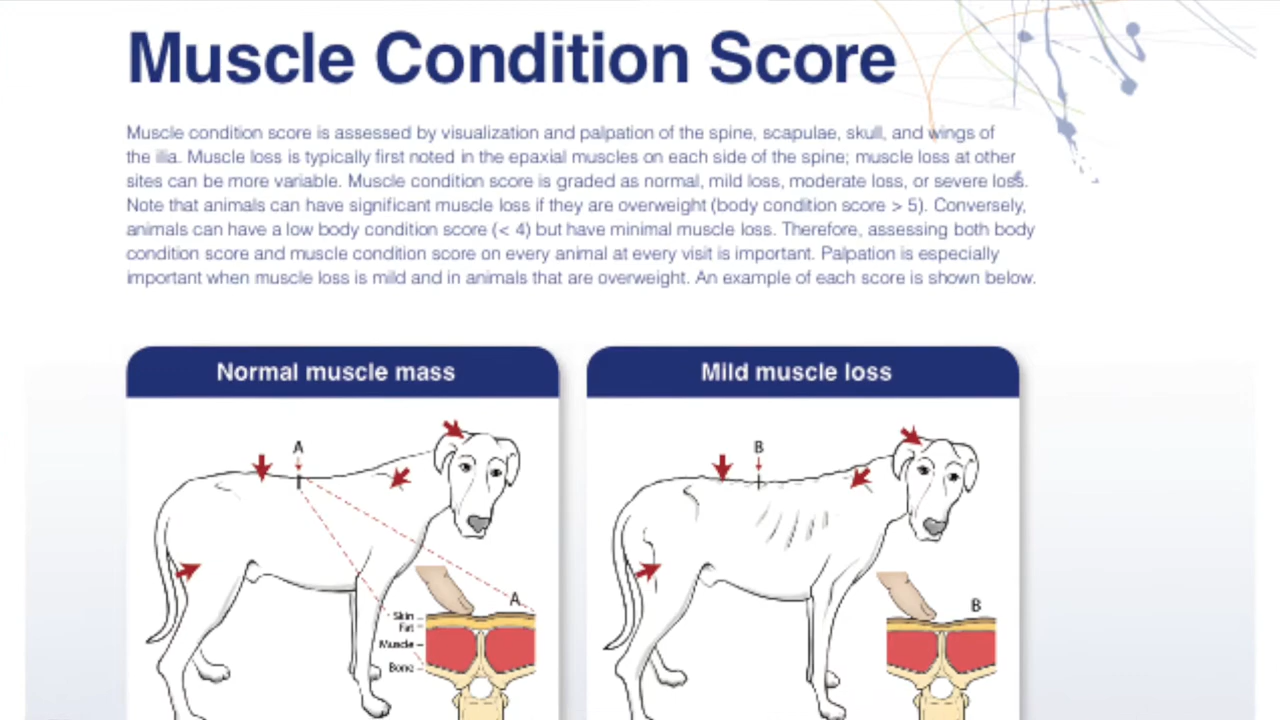 Muscle Condition Score
Muscle condition score is assessed by visualization and palpation of the spine, scapulae, skull, and wings of
the ilia. Muscle loss is typically first noted in the epaxial muscles on each side of the spine; muscle loss at other
sites can be more variable. Muscle condition score is graded as normal, mild loss, moderate loss, or severe loss.
Note that animals can have significant muscle loss if they are overweight (body condition score > 5). Conversely,
animals can have a low body condition score (< 4) but have minimal muscle loss. Therefore, assessing both body
condition score and muscle condition score on every animal at every visit is important. Palpation is especially
important when muscle loss is mild and in animals that are overweight. An example of each score is shown below.
Normal muscle mass
Mild muscle loss
A
B
A
B
Skin
Fat
Muscle
Bone